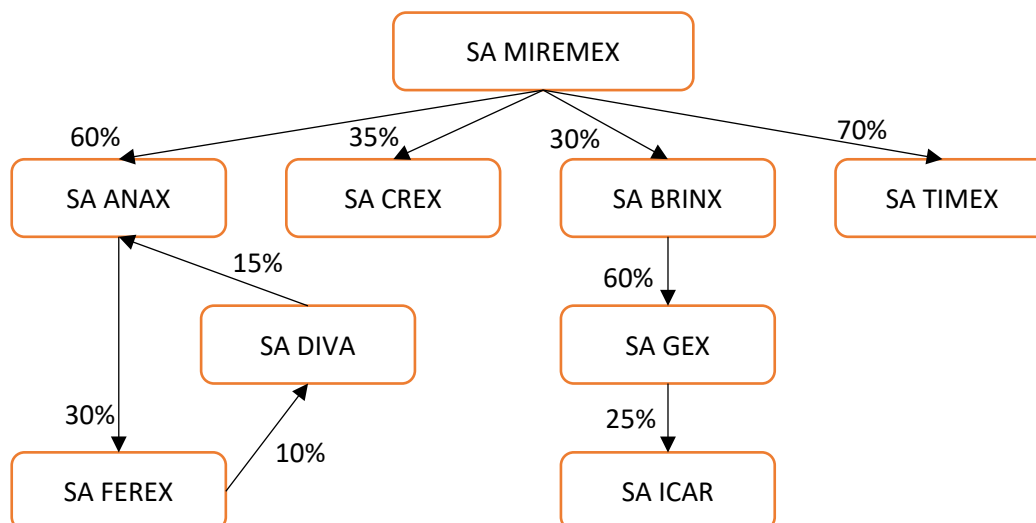 SA MIREMEX
60%
35%
30%
70%
SA ANAX
SA CREX
SA BRINX
SA TIMEX
15%
60%
SA DIVA
SA GEX
30%
10%
25%
SA FEREX
SA ICAR